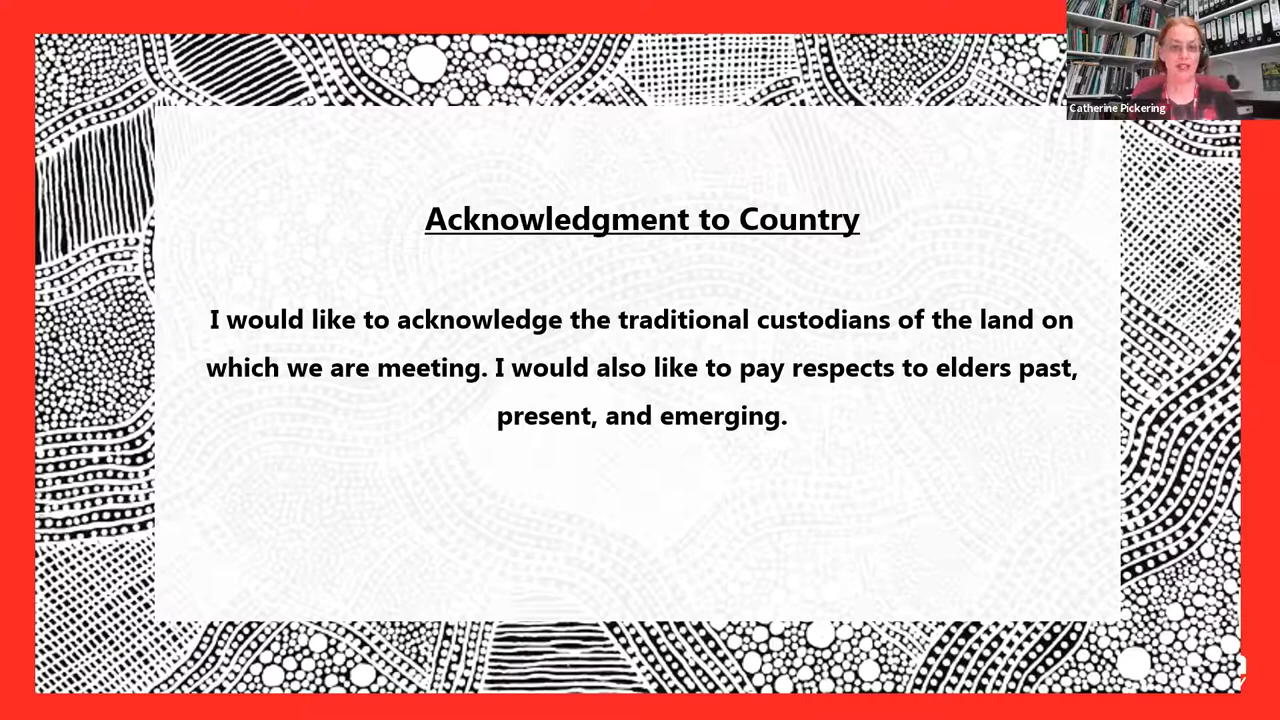 Catherine Pickering
Acknowledgment to Country
I would like to acknowledge the traditional custodians of the land on
which we are meeting. I would also like to pay respects to elders past,
present, and emerging.